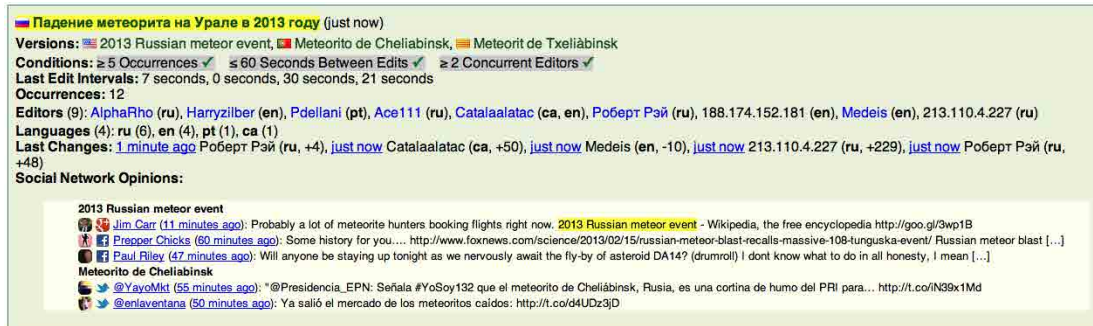 Падение метеорита на Урале в 2013 году (just now)
Versions: 2013 Russian meteor event, Meteorito de Cheliabinsk, Meteorit de Txeliàbinsk
Conditions: ≥ 5 Occurrences ✓ ≤ 60 Seconds Between Edits ✓ ≥ 2 Concurrent Editors ✓
Last Edit Intervals: 7 seconds, 0 seconds, 30 seconds, 21 seconds
Occurrences: 12
Editors (9): AlphaRho (ru), Harryzilber (en), Pdellani (pt), Ace111 (ru), Catalaalatac (ca, en), Роберт Рэй (ru), 188.174.152.181 (en), Medeis (en), 213.110.4.227 (ru)
Languages (4): ru (6), en (4), pt (1), ca (1)
Last Changes: 1 minute ago Роберт Рэй (ru, +4), just now Catalaalatac (ca, +50), just now Medeis (en, -10), just now 213.110.4.227 (ru, +229), just now Роберт Рэй (ru,
+48)
Social Network Opinions:
2013 Russian meteor event
Jim Carr (11 minutes ago): Probably a lot of meteorite hunters booking flights right now. 2013 Russian meteor event - Wikipedia, the free encyclopedia http://goo.gl/3wp1B
Prepper Chicks (60 minutes ago): Some history for you.... http://www.foxnews.com/science/2013/02/15/russian-meteor-blast-recalls-massive-108-tunguska-event/ Russian meteor blast [...]
Paul Riley (47 minutes ago): Will anyone be staying up tonight as we nervously await the fly-by of asteroid DA14? (drumroll) I dont know what to do in all honesty, I mean [...]
Meteorito de Cheliabinsk
@YayoMkt (55 minutes ago): "@Presidencia_EPN: Señala #YoSoy132 que el meteorito de Cheliábinsk, Rusia, es una cortina de humo del PRI para... http://t.co/iN39x1Md
@enlaventana (50 minutes ago): Ya salió el mercado de los meteoritos caídos: http://t.co/d4UDz3jD